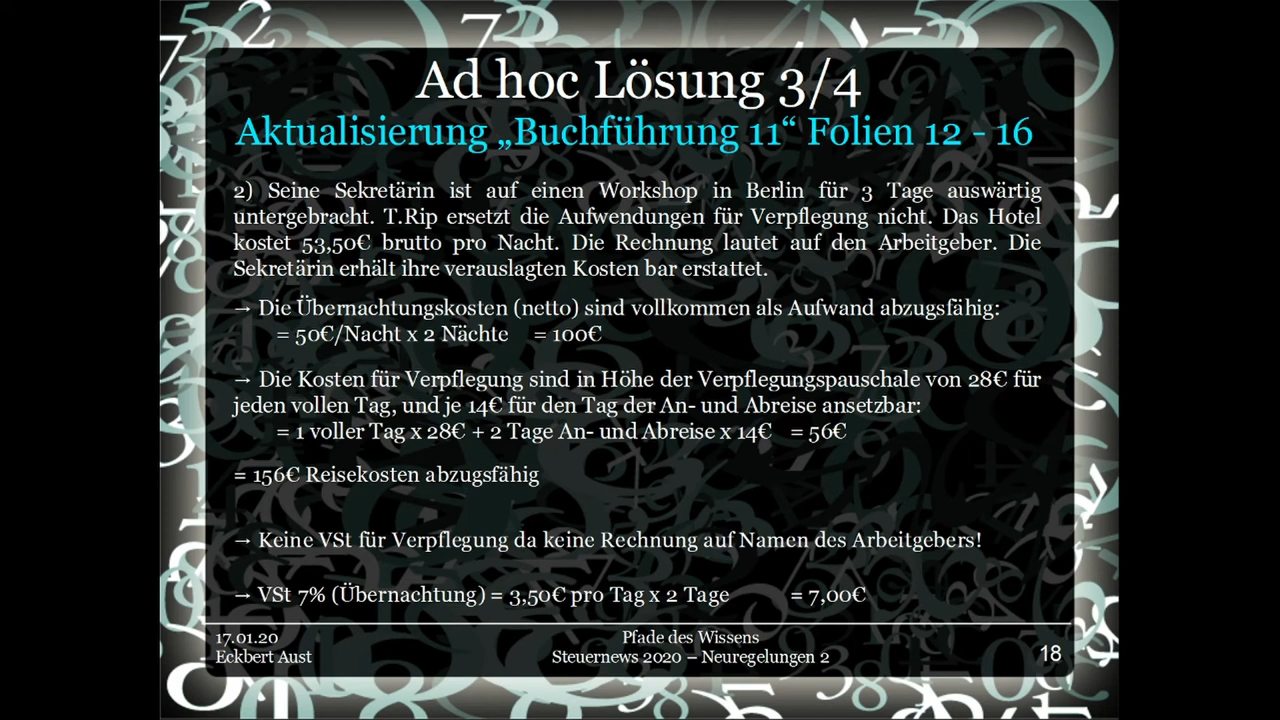 Ad hoc Lösung 3/4
Aktualisierung „Buchführung 11“ Folien 12 - 16
2) Seine Sekretärin ist auf einen Workshop in Berlin für 3 Tage auswärtig
untergebracht. T.Rip ersetzt die Aufwendungen für Verpflegung nicht. Das Hotel
kostet 53,50€ brutto pro Nacht. Die Rechnung lautet auf den Arbeitgeber. Die
Sekretärin erhält ihre verauslagten Kosten bar erstattet.
→ Die Übernachtungskosten (netto) sind vollkommen als Aufwand abzugsfähig:
= 50€/Nacht x 2 Nächte = 100€
→ Die Kosten für Verpflegung sind in Höhe der Verpflegungspauschale von 28€ für
jeden vollen Tag, und je 14€ für den Tag der An- und Abreise ansetzbar:
= 1 voller Tag x 28€ + 2 Tage An- und Abreise x 14€ = 56€
= 156€ Reisekosten abzugsfähig
→ Keine VSt für Verpflegung da keine Rechnung auf Namen des Arbeitgebers!
→ VSt 7% (Übernachtung) = 3,50€ pro Tag x 2 Tage = 7,00€
17.01.20
Eckbert Aust
Pfade des Wissens
Steuernews 2020 – Neuregelungen 2
18